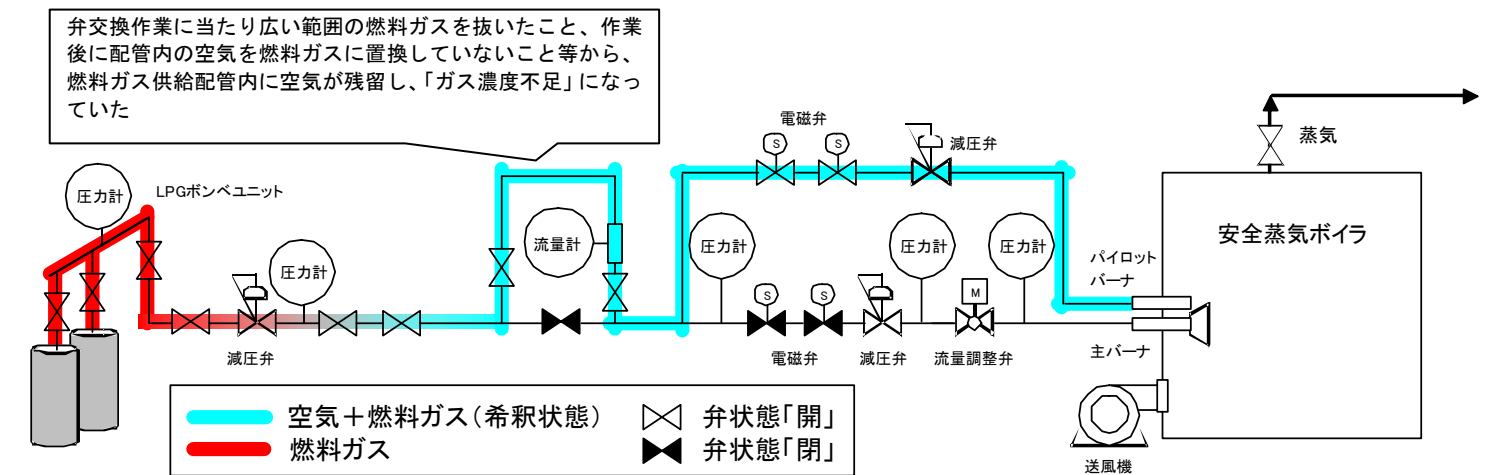 弁交換作業に当たり広い範囲の燃料ガスを抜いたこと、作業
後に配管内の空気を燃料ガスに置換していないこと等から、
燃料ガス供給配管内に空気が残留し、「ガス濃度不足」になっ
ていた
電磁弁
S
S
減圧弁
蒸気
圧力計
LPGボンベユニット
流量計
圧力計
圧力計
圧力計
圧力計
安全蒸気ボイラ
パイロット
バーナ
S
S
M
減圧弁
電磁弁
減圧弁
流量調整弁
主バーナ
空気+燃料ガス(希釈状態)
弁状態「開」
燃料ガス
弁状態「閉」
送風機